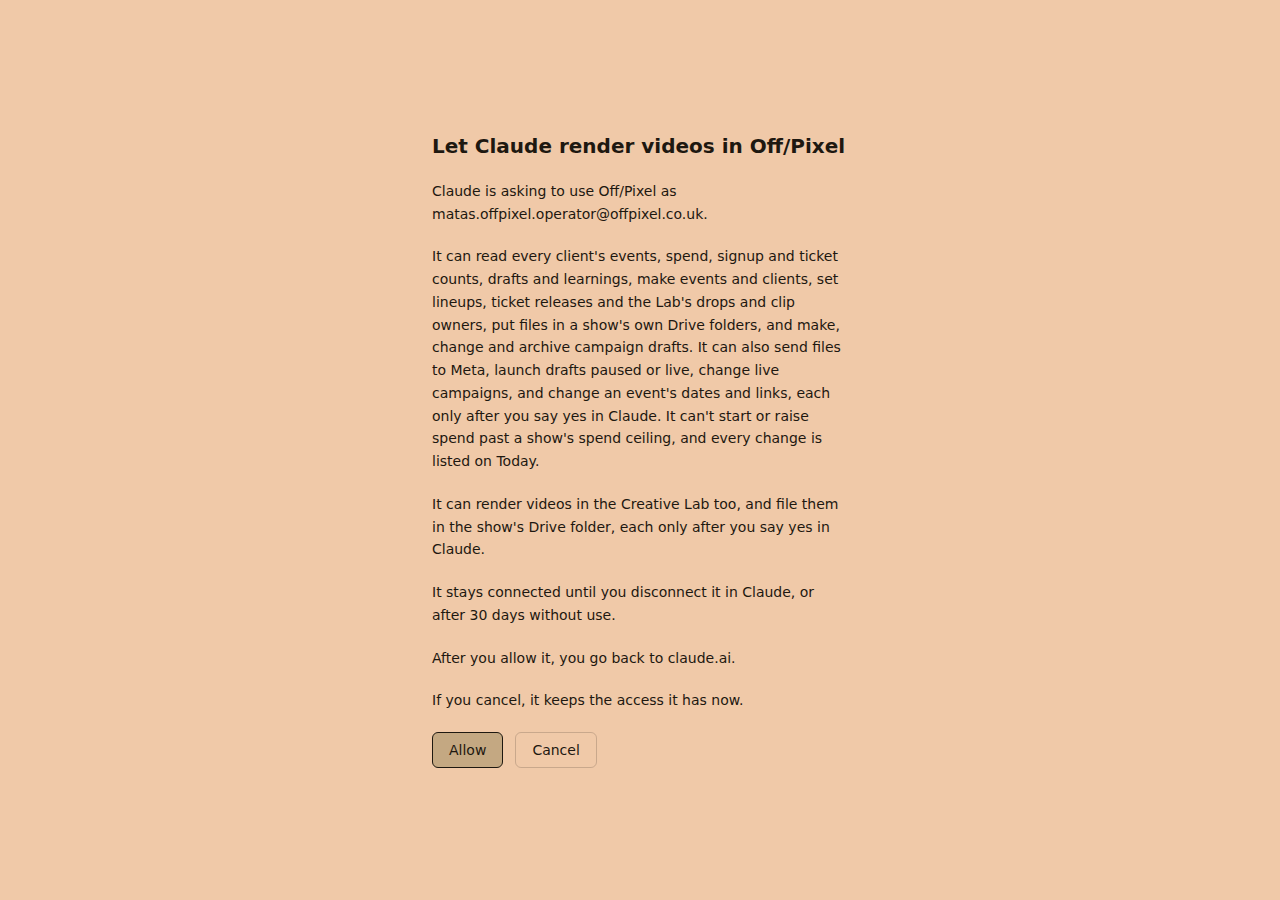 Let Claude render videos in Off/Pixel
Claude is asking to use Off/Pixel as
matas.offpixel.operator@offpixel.co.uk.
It can read every client's events, spend, signup and ticket
counts, drafts and learnings, make events and clients, set
lineups, ticket releases and the Lab's drops and clip
owners, put files in a show's own Drive folders, and make,
change and archive campaign drafts. It can also send files
to Meta, launch drafts paused or live, change live
campaigns, and change an event's dates and links, each
only after you say yes in Claude. It can't start or raise
spend past a show's spend ceiling, and every change is
listed on Today.
It can render videos in the Creative Lab too, and file them
in the show's Drive folder, each only after you say yes in
Claude.
It stays connected until you disconnect it in Claude, or
after 30 days without use.
After you allow it, you go back to claude.ai.
If you cancel, it keeps the access it has now.
Allow
Cancel